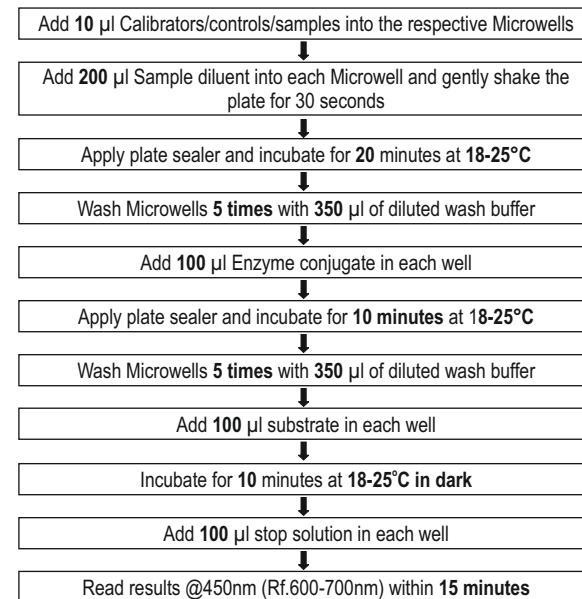 Add 10 µl Calibrators/controls/samples into the respective Microwells
Add 200 µl Sample diluent into each Microwell and gently shake the
plate for 30 seconds
Apply plate sealer and incubate for 20 minutes at 18-25°C
Wash Microwells 5 times with 350 µl of diluted wash buffer
Add 100 µl Enzyme conjugate in each well
Apply plate sealer and incubate for 10 minutes at 18-25°C
Wash Microwells 5 times with 350 µl of diluted wash buffer
Add 100 µl substrate in each well
Incubate for 10 minutes at 18-25°C in dark
Add 100 µl stop solution in each well
Read results @450nm (Rf.600-700nm) within 15 minutes